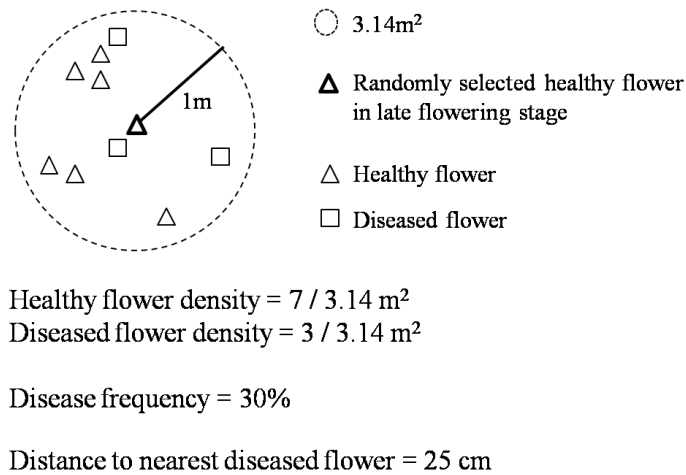 3.14m²
1m
Randomly selected healthy flower
in late flowering stage
Healthy flower
Diseased flower
Healthy flower density = 7 / 3.14 m²
Diseased flower density = 3 / 3.14 m²
Disease frequency = 30%
Distance to nearest diseased flower = 25 cm